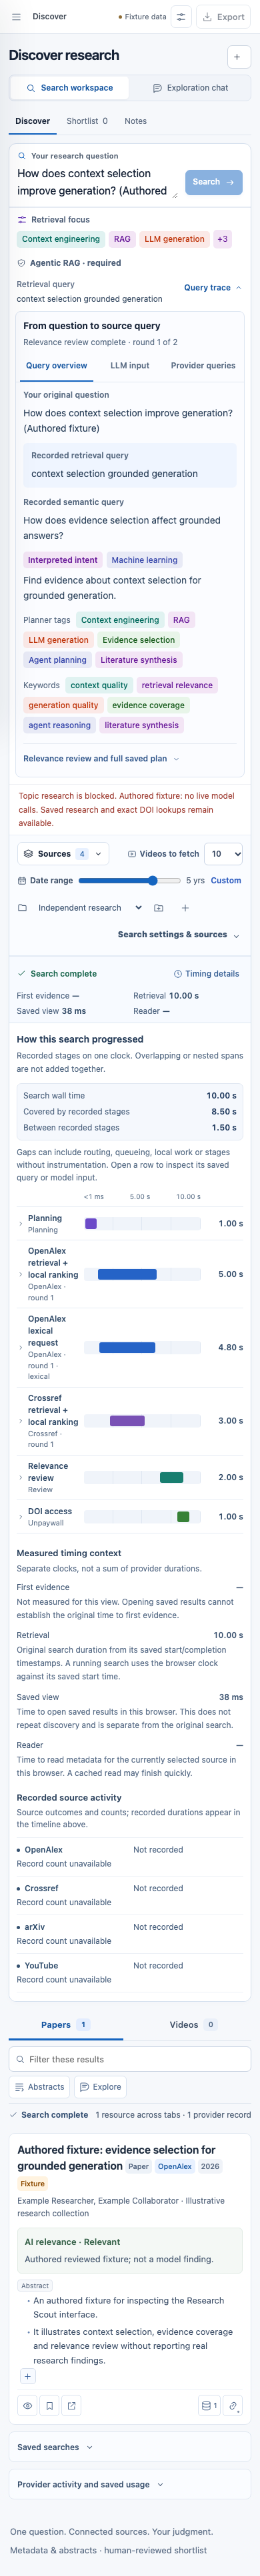 Discover
Fixture data
Export
Discover research
Search workspace
Exploration chat
Discover
Shortlist 0
Notes
Your research question
How does context selection
improve generation? (Authored
Search
Retrieval focus
Context engineering
RAG
LLM generation
+3
Agentic RAG · required
Retrieval query
context selection grounded generation
Query trace
From question to source query
Relevance review complete · round 1 of 2
Query overview
LLM input
Provider queries
Your original question
How does context selection improve generation?
(Authored fixture)
Recorded retrieval query
context selection grounded generation
Recorded semantic query
How does evidence selection affect grounded
answers?
Interpreted intent
Machine learning
Find evidence about context selection for
grounded generation.
Planner tags
Context engineering
RAG
LLM generation
Evidence selection
Agent planning
Literature synthesis
Keywords
context quality
retrieval relevance
generation quality
evidence coverage
agent reasoning
literature synthesis
Relevance review and full saved plan
Topic research is blocked. Authored fixture: no live model
calls. Saved research and exact DOI lookups remain
available.
Sources 4
Videos to fetch
10
Date range
5 yrs
Custom
Independent research
Search settings & sources
Search complete
Timing details
First evidence —
Retrieval 10.00 s
Saved view 38 ms
Reader —
How this search progressed
Recorded stages on one clock. Overlapping or nested spans
are not added together.
Search wall time
10.00 s
Covered by recorded stages
8.50 s
Between recorded stages
1.50 s
Gaps can include routing, queueing, local work or stages
without instrumentation. Open a row to inspect its saved
query or model input.
<1 ms
5.00 s
10.00 s
Planning
Planning
1.00 s
OpenAlex
retrieval +
local ranking
OpenAlex ·
round 1
5.00 s
OpenAlex
lexical
request
OpenAlex ·
round 1 ·
lexical
4.80 s
Crossref
retrieval +
local ranking
Crossref ·
round 1
3.00 s
Relevance
review
Review
2.00 s
DOI access
Unpaywall
1.00 s
Measured timing context
Separate clocks, not a sum of provider durations.
First evidence
—
Not measured for this view. Opening saved results cannot
establish the original time to first evidence.
Retrieval
10.00 s
Original search duration from its saved start/completion
timestamps. A running search uses the browser clock
against its saved start time.
Saved view
38 ms
Time to open saved results in this browser. This does not
repeat discovery and is separate from the original search.
Reader
—
Time to read metadata for the currently selected source in
this browser. A cached read may finish quickly.
Recorded source activity
Source outcomes and counts; recorded durations appear in
the timeline above.
OpenAlex
Not recorded
Record count unavailable
Crossref
Not recorded
Record count unavailable
arXiv
Not recorded
Record count unavailable
YouTube
Not recorded
Record count unavailable
Papers 1
Videos 0
Filter these results
Abstracts
Explore
Search complete
1 resource across tabs · 1 provider record
Authored fixture: evidence selection for
grounded generation
Paper
OpenAlex
2026
Fixture
Example Researcher, Example Collaborator · Illustrative
research collection
AI relevance · Relevant
Authored reviewed fixture; not a model finding.
Abstract
• An authored fixture for inspecting the Research
Scout interface.
• It illustrates context selection, evidence coverage
and relevance review without reporting real
research findings.
1
Saved searches
Provider activity and saved usage
One question. Connected sources. Your judgment.
Metadata & abstracts · human-reviewed shortlist